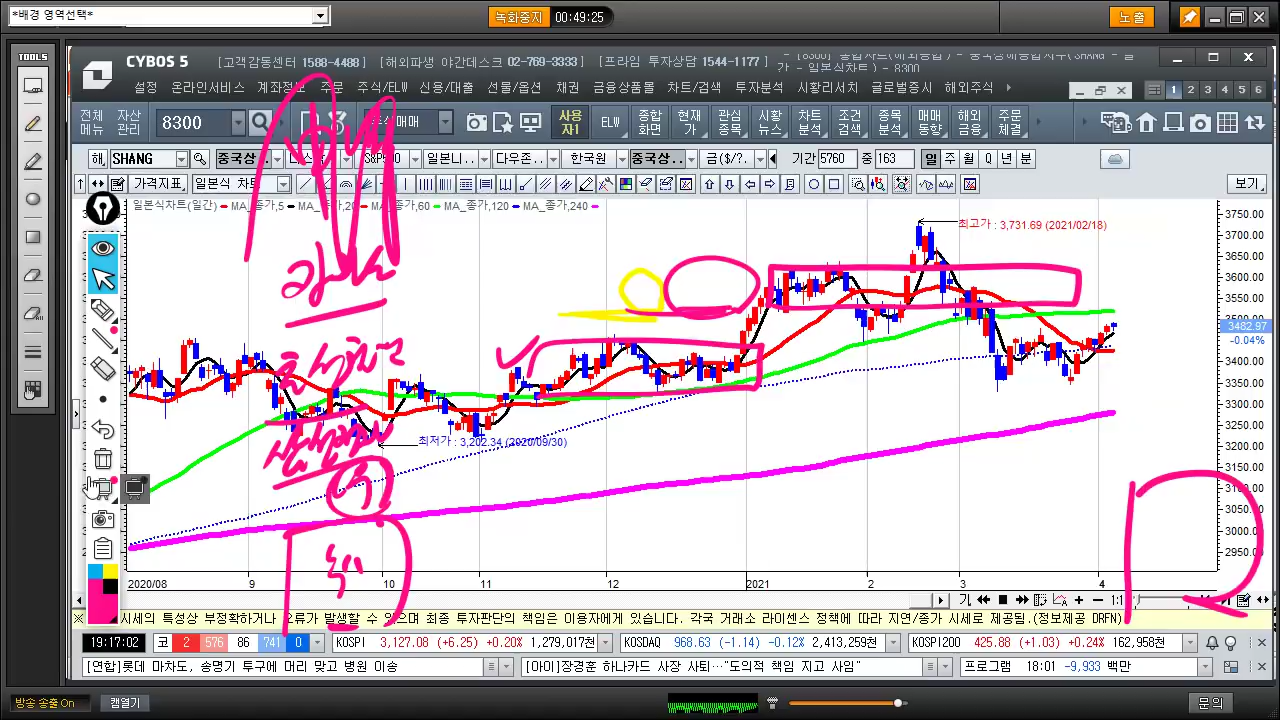 *배경 영역선택*
녹화중지 00:49:25
노출
TOOLS
CYBOS 5 [고객감동센터 1588-4488] [해외파생 야간데스크 02-769-3333] [프라임 투자상담 1544-1177]
설정 온라인서비스 계좌정보 주문 주식/ELW 신용/대출 선물/옵션 채권 금융상품몰 차트/검색 투자분석 시황리서치 글로벌증시 해외주식
1 2 3 4 5 6
전체메뉴 자산관리 8300 매매 사용자1 ELW 종합화면 현재가 관심종목 시황뉴스 차트분석 조건검색 종목분석 매매동향 해외금융 주문체결
해 SHANG 중국상.. S&P500 일본니.. 다우존.. 한국원 중국상.. 금($/?.. 기간 5760 중 163 일 주 월 Q 년 분
가격지표 일본식 차트 보기
일본식차트(일간) MA_종가,5 MA_종가,20 MA_종가,60 MA_종가,120 MA_종가,240
최고가 : 3,731.69 (2021/02/18)
최저가 : 3,202.34 (2020/09/30)
3750.00
3700.00
3650.00
3600.00
3550.00
3500.00
3482.97
-0.04%
3400.00
3350.00
3300.00
3250.00
3200.00
3150.00
3100.00
3050.00
3000.00
2950.00
2020/08 9 10 11 12 2021 2 3 4
1:1
시세의 특성상 부정확하거나 오류가 발생할 수 있으며 최종 투자판단의 책임은 이용자에게 있습니다. 각국 거래소 라이센스 정책에 따라 지연/종가 시세로 제공됨.(정보제공 DRFN)
19:17:02 코 2 576 86 741 0 KOSPI 3,127.08 (+6.25) +0.20% 1,279,017천 KOSDAQ 968.63 (-1.14) -0.12% 2,413,259천 KOSPI200 425.88 (+1.03) +0.24% 162,958천
[연합]롯데 마차도, 송명기 투구에 머리 맞고 병원 이송 [아이]장경훈 하나카드 사장 사퇴…"도의적 책임 지고 사임" 프로그램 18:01 -9,933 백만
방송 송출 On 캠열기 문의